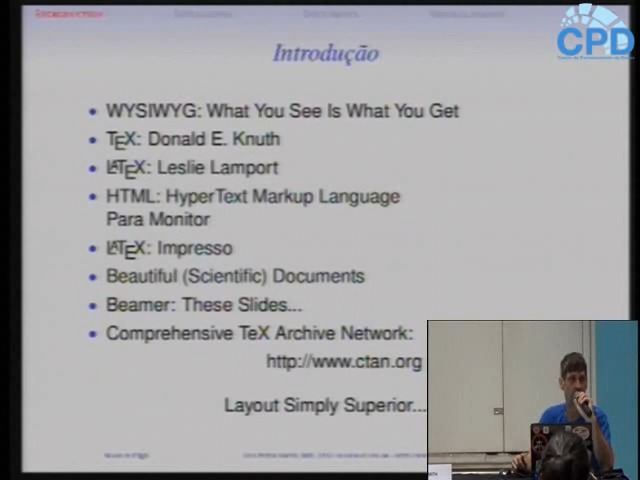 CPD
Introdução
WYSIWYG: What You See Is What You Get
TEX: Donald E. Knuth
LATEX: Leslie Lamport
HTML: HyperText Markup Language
Para Monitor
LATEX: Impresso
Beautiful (Scientific) Documents
Beamer: These Slides...
Comprehensive TeX Archive Network:
http://www.ctan.org
Layout Simply Superior...